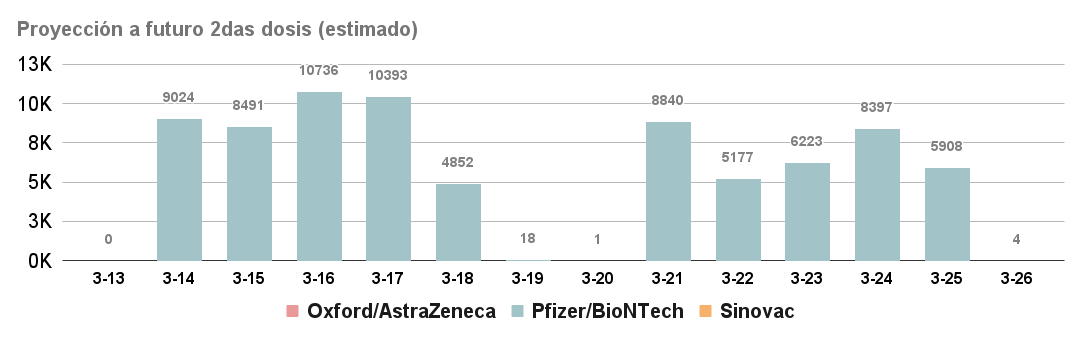 Proyección a futuro 2das dosis (estimado)
13K
10K
8K
5K
3K
0K
0
9024
8491
10736
10393
4852
18
1
8840
5177
6223
8397
5908
4
3-13 3-14 3-15 3-16 3-17 3-18 3-19 3-20 3-21 3-22 3-23 3-24 3-25 3-26
Oxford/AstraZeneca Pfizer/BioNTech Sinovac